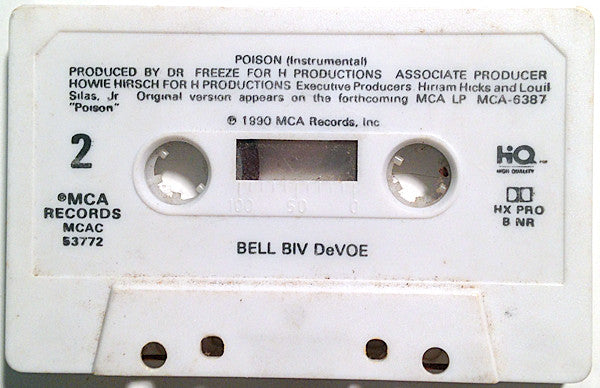 POISON (Instrumental)
PRODUCED BY DR FREEZE FOR H PRODUCTIONS ASSOCIATE PRODUCER
HOWIE HIRSCH FOR H PRODUCTIONS Executive Producers Hiriam Hicks and Louil
Silas, Jr Original version appears on the forthcoming MCA LP MCA-6387
"Poison"
℗ 1990 MCA Records, Inc
2
HiQ
HIGH QUALITY
100 50 0
®MCA
RECORDS
MCAC
53772
HX PRO
B NR
BELL BIV DeVOE